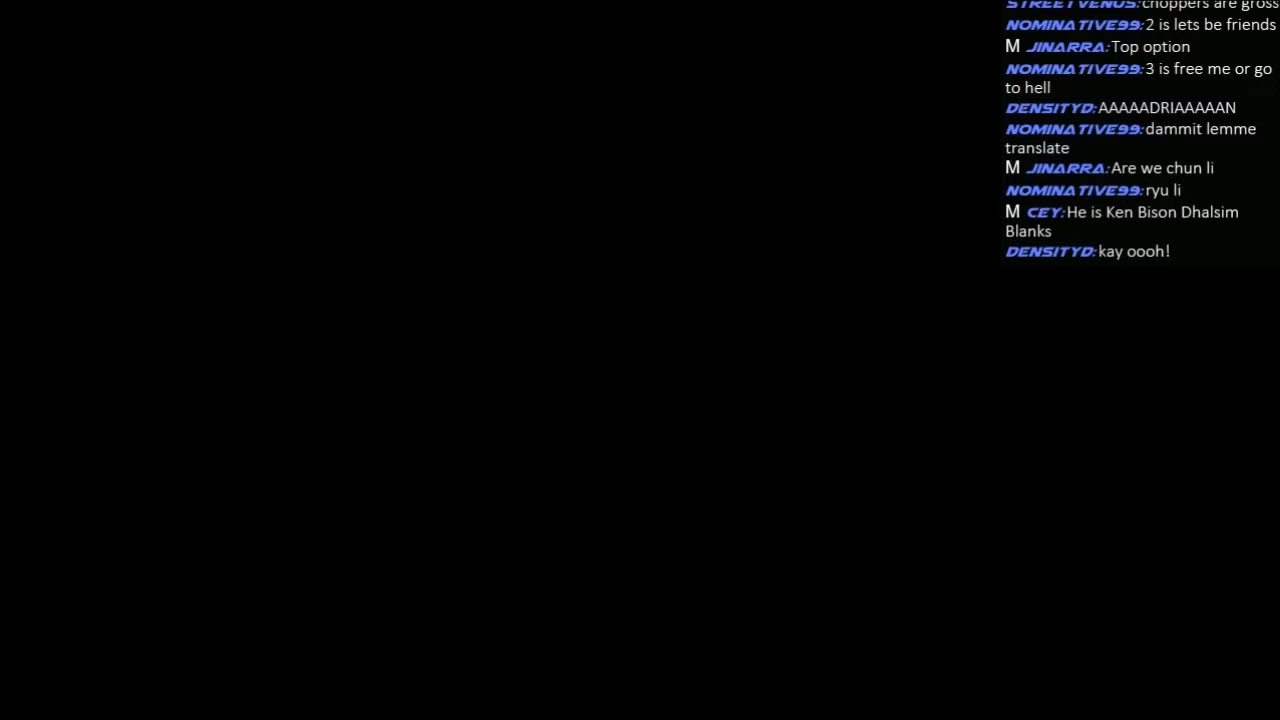 STREETVENUS:choppers are gross
NOMINATIVE99:2 is lets be friends
M JINARRA:Top option
NOMINATIVE99:3 is free me or go
to hell
DENSITYD:AAAAADRIAAAAAN
NOMINATIVE99:dammit lemme
translate
M JINARRA:Are we chun li
NOMINATIVE99:ryu li
M CEY:He is Ken Bison Dhalsim
Blanks
DENSITYD:kay oooh!